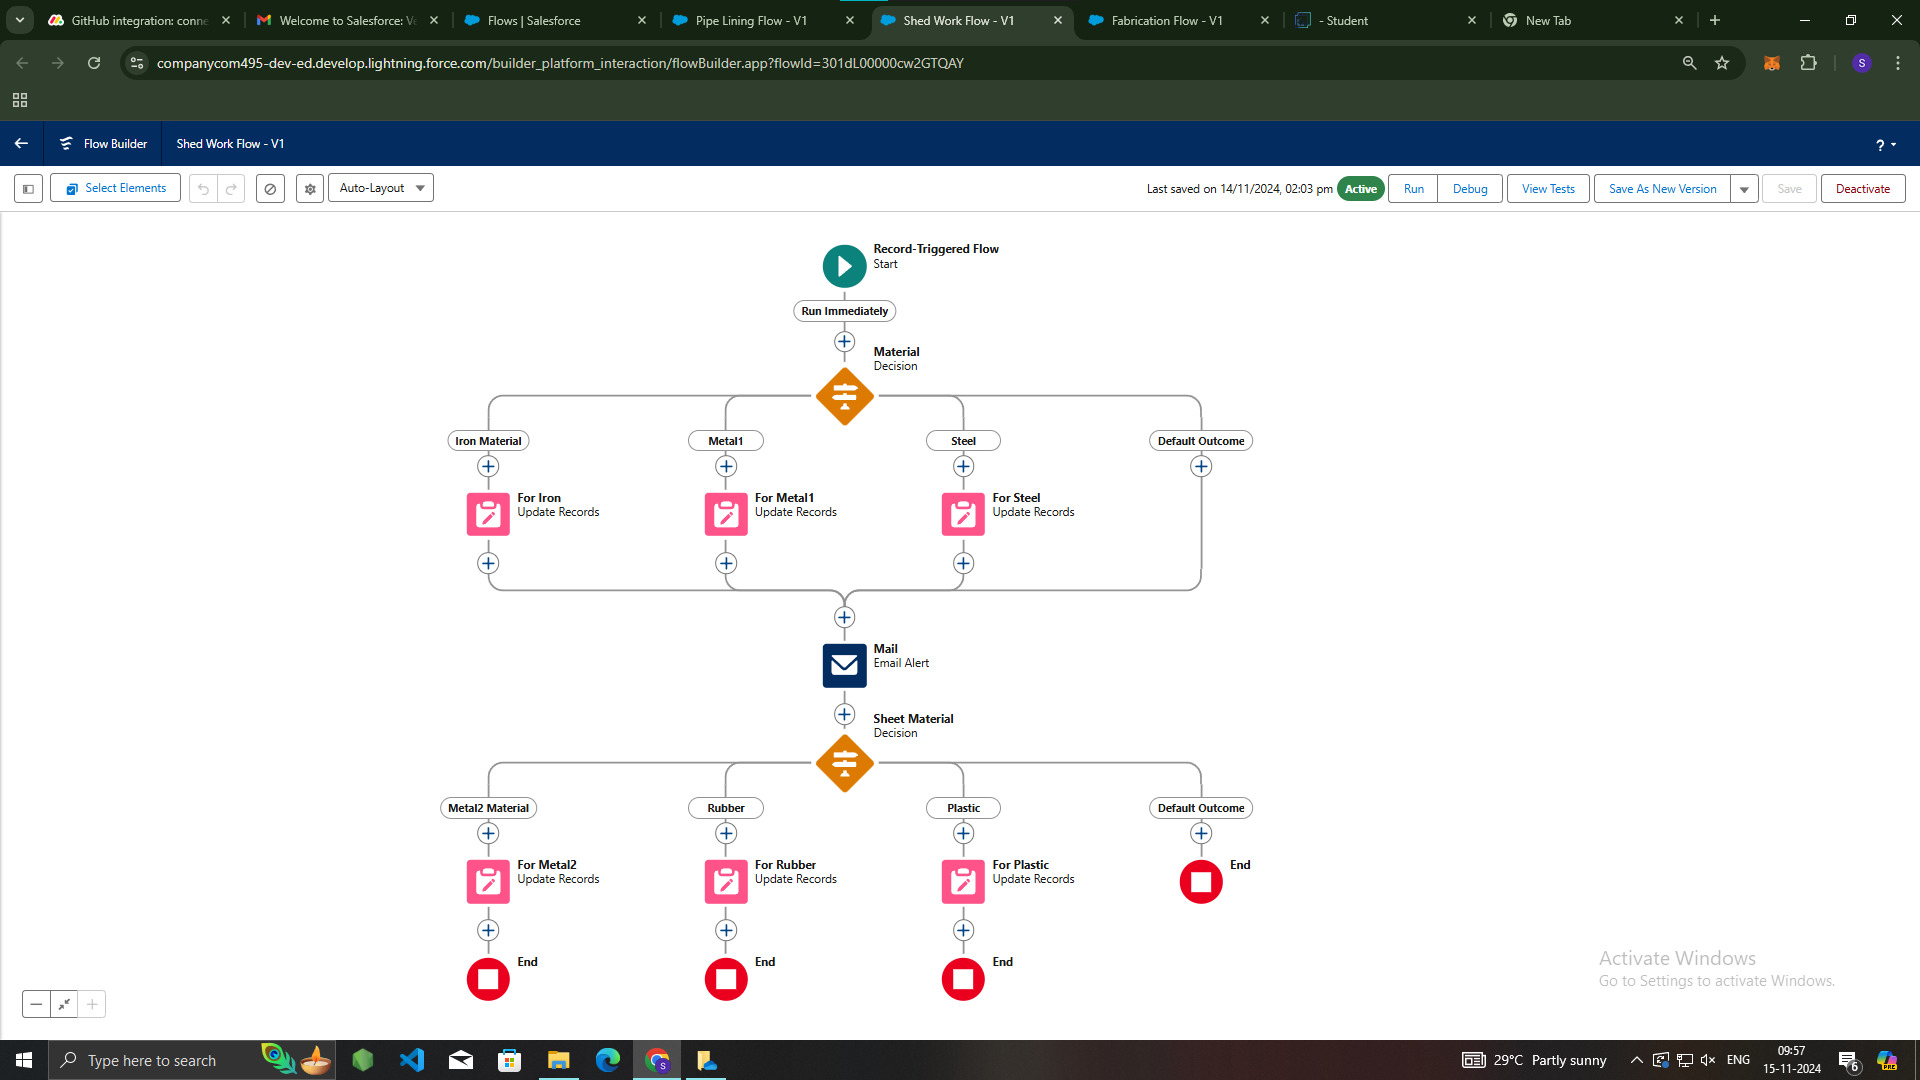 GitHub integration: conne
Welcome to Salesforce: Ve
Flows | Salesforce
Pipe Lining Flow - V1
Shed Work Flow - V1
Fabrication Flow - V1
- Student
New Tab
companycom495-dev-ed.develop.lightning.force.com/builder_platform_interaction/flowBuilder.app?flowId=301dL00000cw2GTQAY
S
Flow Builder
Shed Work Flow - V1
?
Select Elements
Auto-Layout
Last saved on 14/11/2024, 02:03 pm
Active
Run
Debug
View Tests
Save As New Version
Save
Deactivate
Record-Triggered Flow
Start
Run Immediately
Material
Decision
Iron Material
Metal1
Steel
Default Outcome
For Iron
Update Records
For Metal1
Update Records
For Steel
Update Records
Mail
Email Alert
Sheet Material
Decision
Metal2 Material
Rubber
Plastic
Default Outcome
For Metal2
Update Records
For Rubber
Update Records
For Plastic
Update Records
End
End
End
End
Activate Windows
Go to Settings to activate Windows.
Type here to search
S
29°C Partly sunny
ENG
09:57
15-11-2024
6
PRE